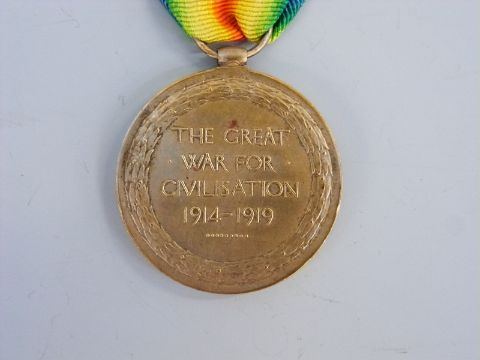 THE GREAT
· WAR FOR ·
CIVILISATION
1914-1919